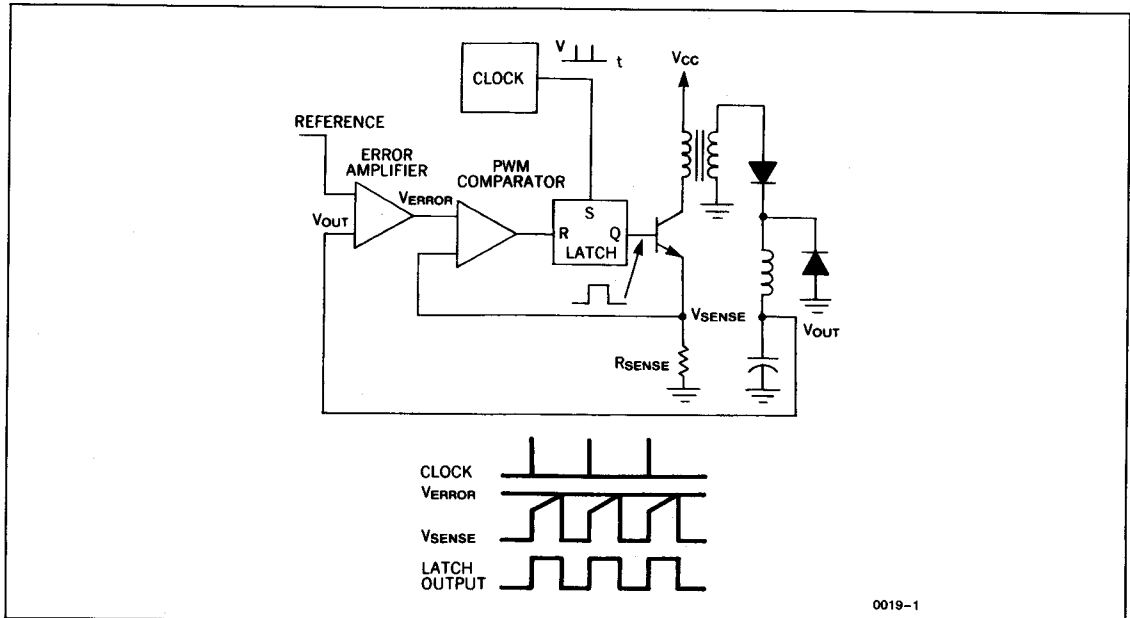 V
t
CLOCK
VCC
REFERENCE
ERROR
AMPLIFIER
PWM
COMPARATOR
VERROR
VOUT
S
R
Q
LATCH
VSENSE
VOUT
RSENSE
CLOCK
VERROR
VSENSE
LATCH
OUTPUT
0019-1